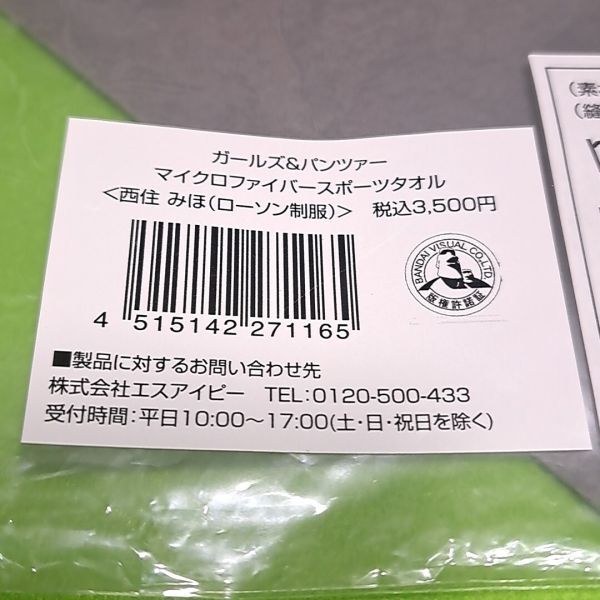 ガールズ&パンツァー
マイクロファイバースポーツタオル
＜西住 みほ(ローソン制服)＞ 税込3,500円
BANDAI VISUAL CO.,LTD.
版権許諾証
4 515142 271165
■製品に対するお問い合わせ先
株式会社エスアイピー TEL:0120-500-433
受付時間:平日10:00〜17:00(土・日・祝日を除く)
(素
(縫